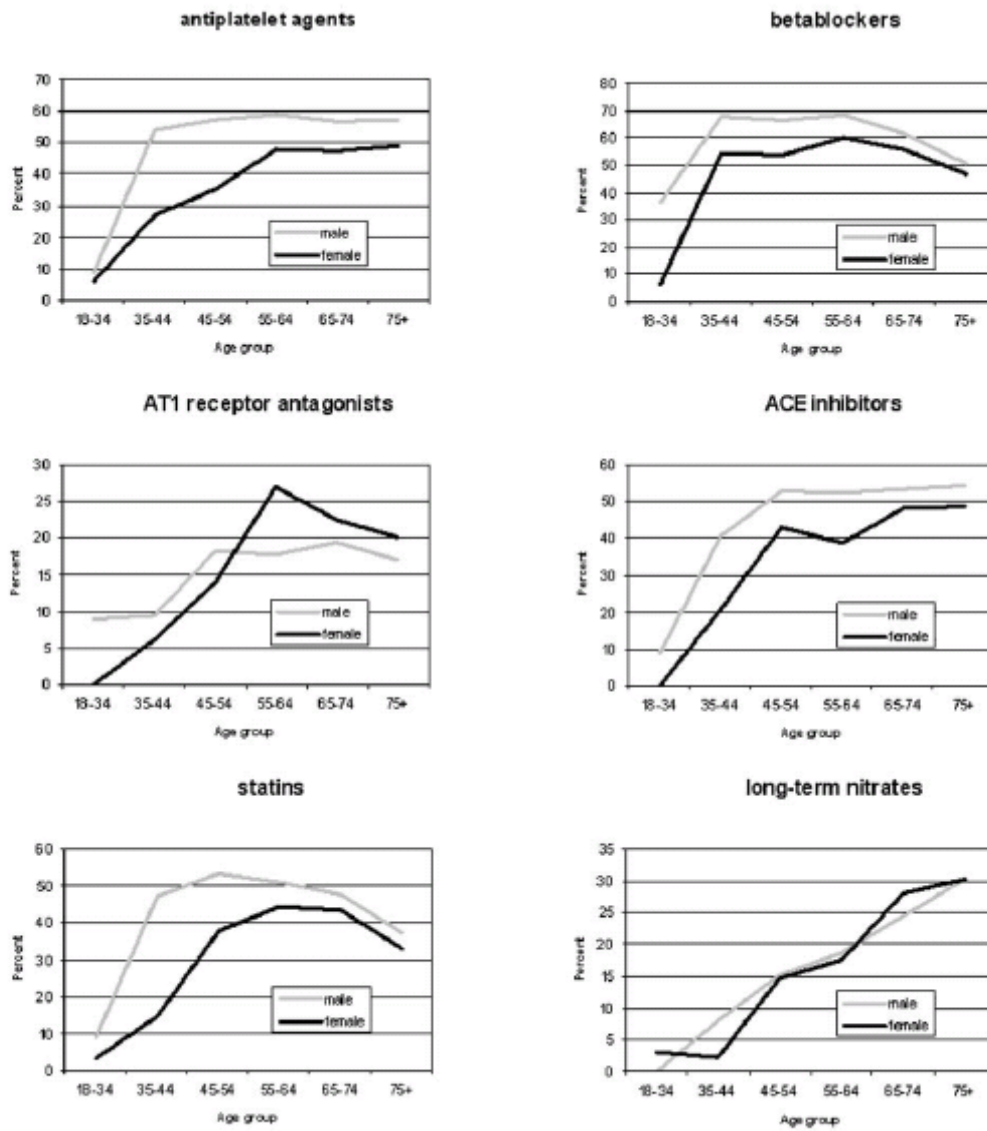 antiplatelet agents
70
60
50
40
30
20
10
0
Percent
male
female
18-34 35-44 45-54 55-64 65-74 75+
Age group
betablockers
80
70
60
50
40
30
20
10
0
Percent
male
female
18-34 35-44 45-54 55-64 65-74 75+
Age group
AT1 receptor antagonists
30
25
20
15
10
5
0
Percent
male
female
18-34 35-44 45-54 55-64 65-74 75+
Age group
ACE inhibitors
60
50
40
30
20
10
0
Percent
male
female
18-34 35-44 45-54 55-64 65-74 75+
Age group
statins
60
50
40
30
20
10
0
Percent
male
female
18-34 35-44 45-54 55-64 65-74 75+
Age group
long-term nitrates
35
30
25
20
15
10
5
0
Percent
male
female
18-34 35-44 45-54 55-64 65-74 75+
Age group